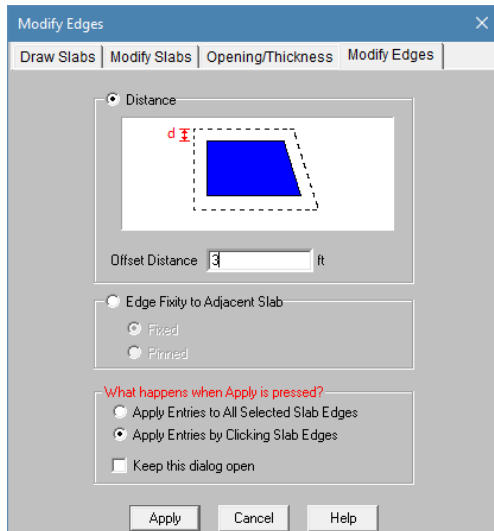 Modify Edges
Draw Slabs Modify Slabs Opening/Thickness Modify Edges
Distance
d
Offset Distance 3 ft
Edge Fixity to Adjacent Slab
Fixed
Pinned
What happens when Apply is pressed?
Apply Entries to All Selected Slab Edges
Apply Entries by Clicking Slab Edges
Keep this dialog open
Apply Cancel Help